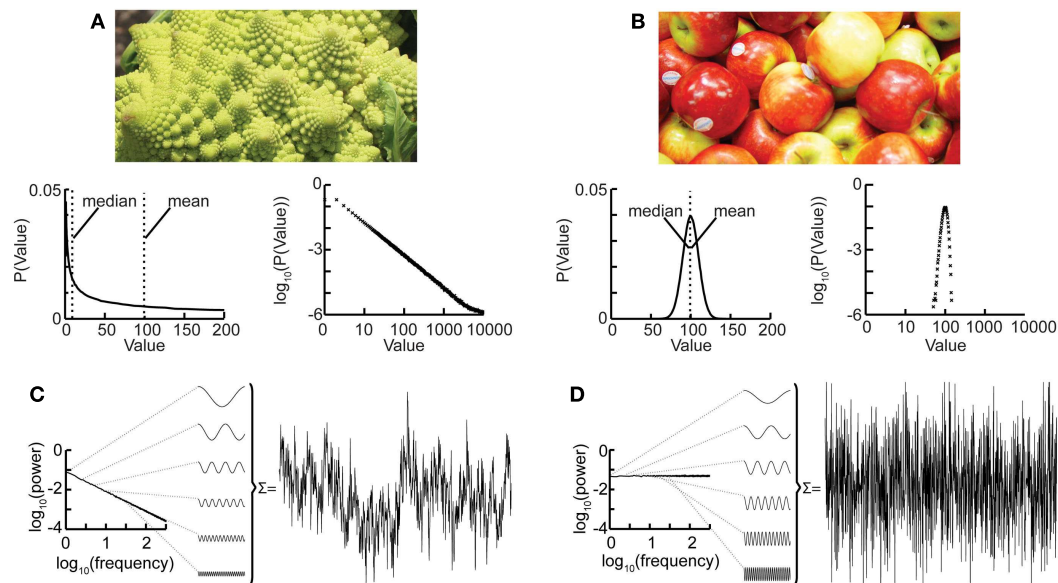 A
0.05
P(Value)
0
median
mean
0 50 100 150 200
Value
0
-3
-6
log10(P(Value))
10 100 1000 10000
Value
B
0.05
P(Value)
0
median
mean
0 50 100 150 200
Value
0
-3
-6
log10(P(Value))
0 10 100 1000 10000
Value
C
0
-2
-4
log10(power)
0 1 2
log10(frequency)
Σ=
D
0
-2
-4
log10(power)
0 1 2
log10(frequency)
Σ=